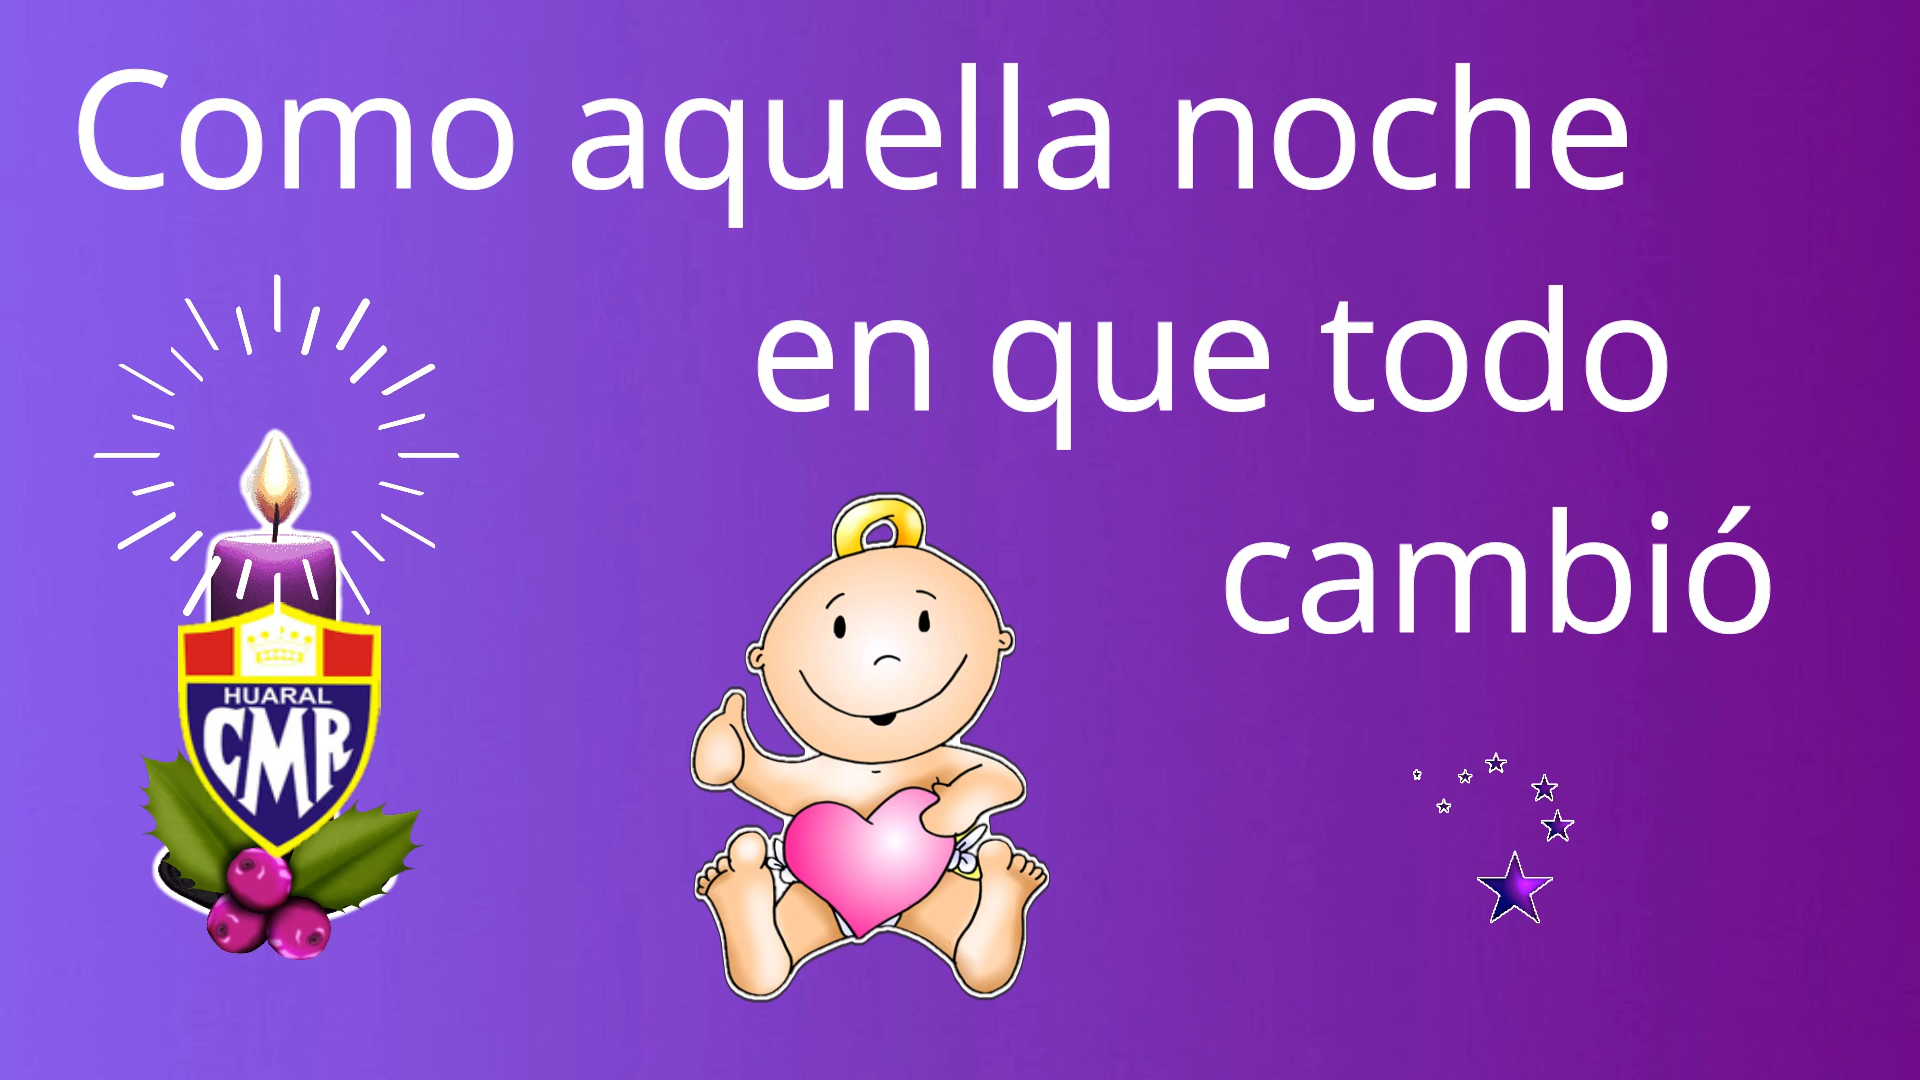 Como aquella noche
en que todo
cambió
HUARAL
CMR